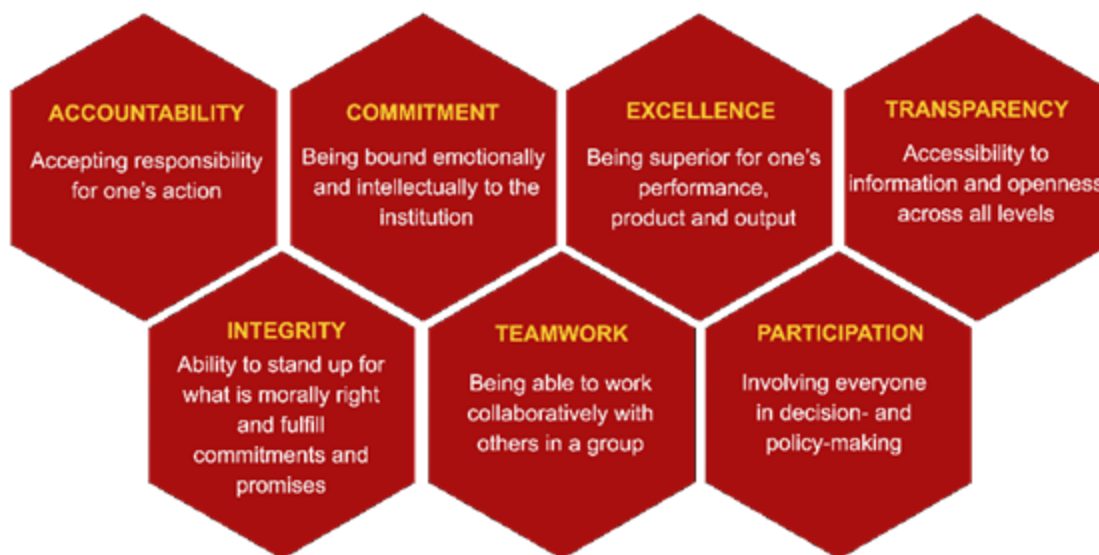 ACCOUNTABILITY
Accepting responsibility
for one's action
COMMITMENT
Being bound emotionally
and intellectually to the
institution
EXCELLENCE
Being superior for one's
performance,
product and output
TRANSPARENCY
Accessibility to
information and openness
across all levels
INTEGRITY
Ability to stand up for
what is morally right
and fulfill
commitments and
promises
TEAMWORK
Being able to work
collaboratively with
others in a group
PARTICIPATION
Involving everyone
in decision- and
policy-making